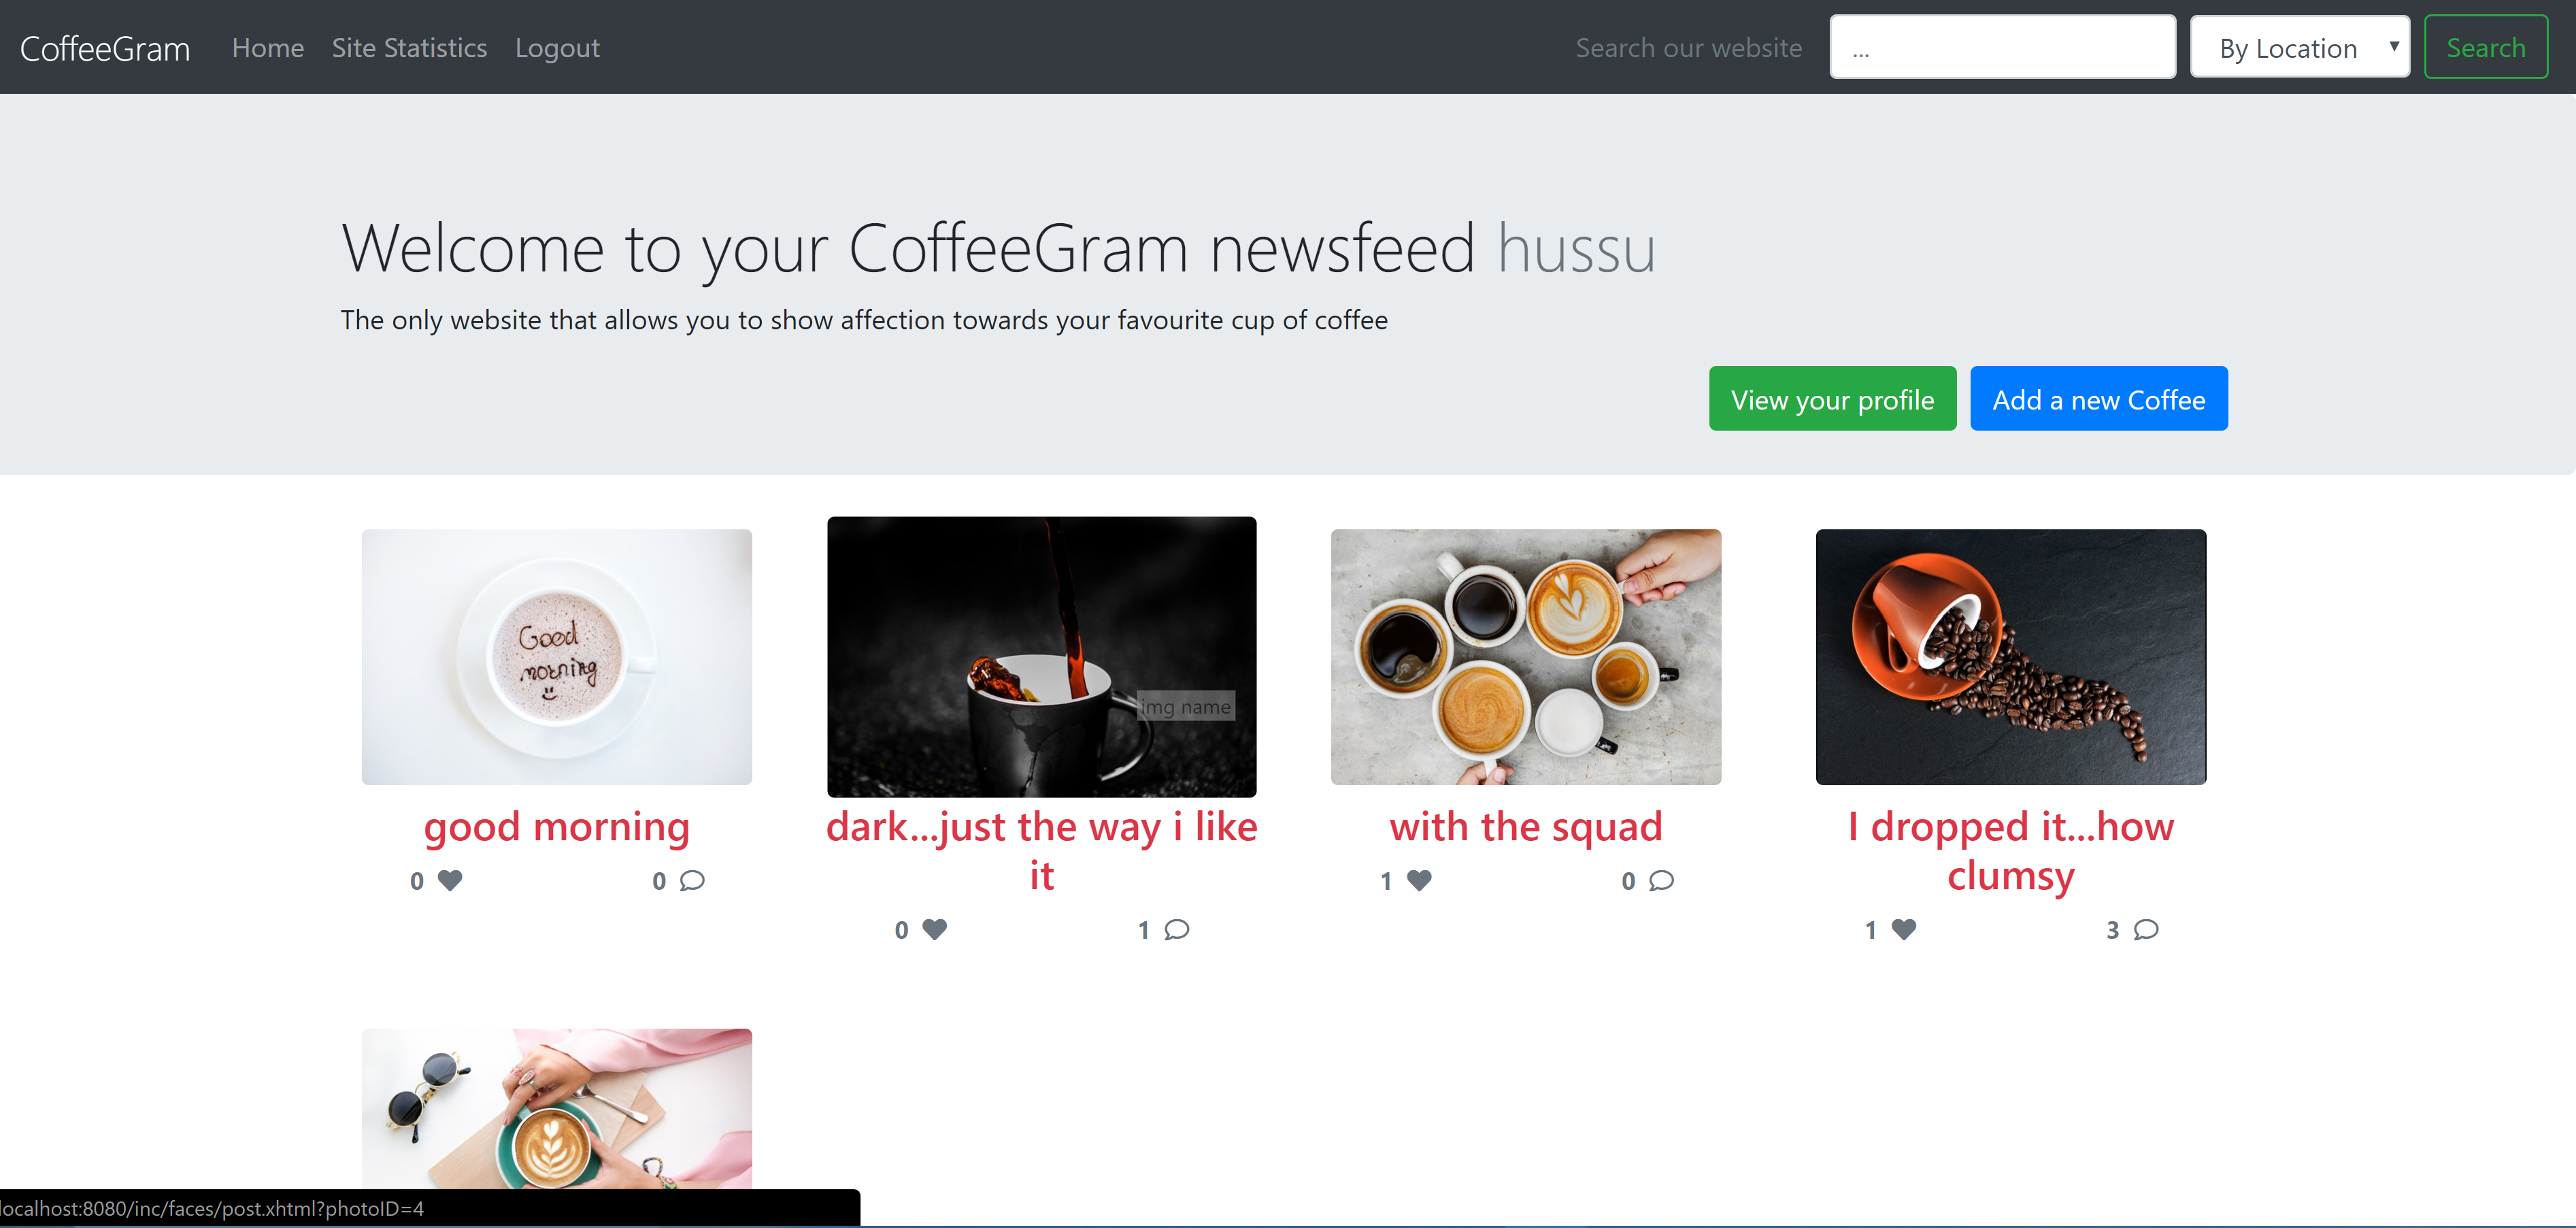 CoffeeGram Home Site Statistics Logout Search our website ... By Location Search
Welcome to your CoffeeGram newsfeed hussu
The only website that allows you to show affection towards your favourite cup of coffee
View your profile Add a new Coffee
Good
morning
img name
good morning
0 0
dark...just the way i like
it
0 1
with the squad
1 0
I dropped it...how
clumsy
1 3
localhost:8080/inc/faces/post.xhtml?photoID=4